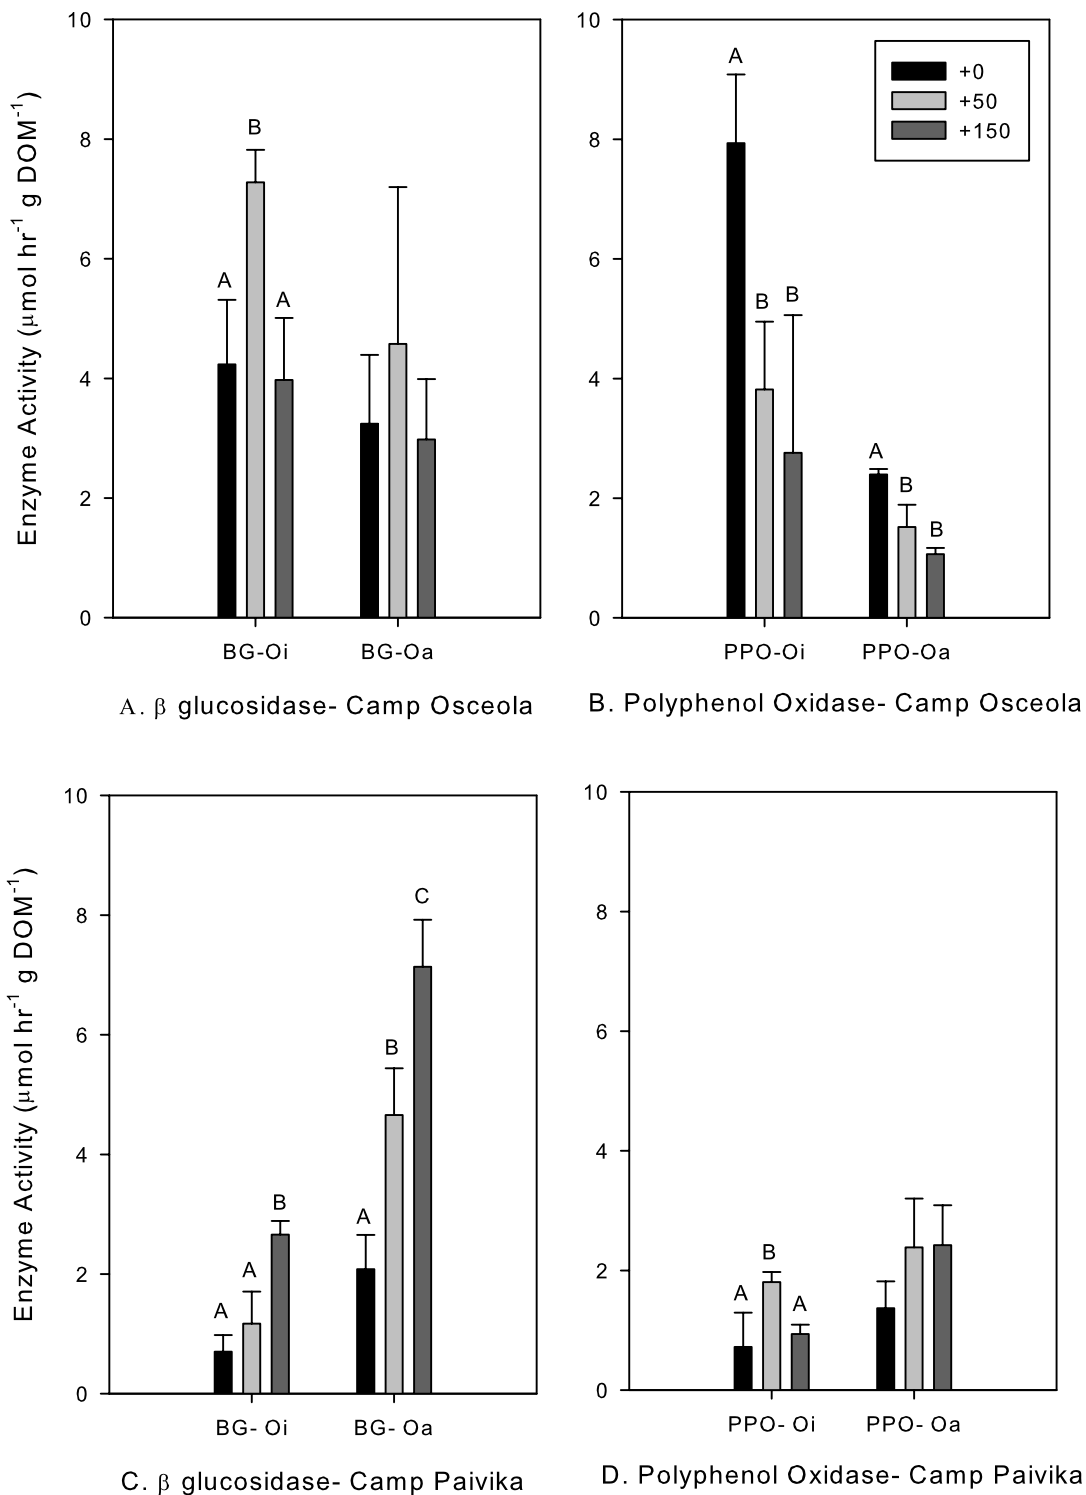 10
8
6
4
2
0
Enzyme Activity (μmol hr⁻¹ g DOM⁻¹)
A
B
A
BG-Oi
BG-Oa
A. β glucosidase- Camp Osceola
10
8
6
4
2
0
A
B
B
A
B
B
+0
+50
+150
PPO-Oi
PPO-Oa
B. Polyphenol Oxidase- Camp Osceola
10
8
6
4
2
0
Enzyme Activity (μmol hr⁻¹ g DOM⁻¹)
A
A
B
A
B
C
BG- Oi
BG- Oa
C. β glucosidase- Camp Paivika
10
8
6
4
2
0
A
B
A
PPO- Oi
PPO- Oa
D. Polyphenol Oxidase- Camp Paivika